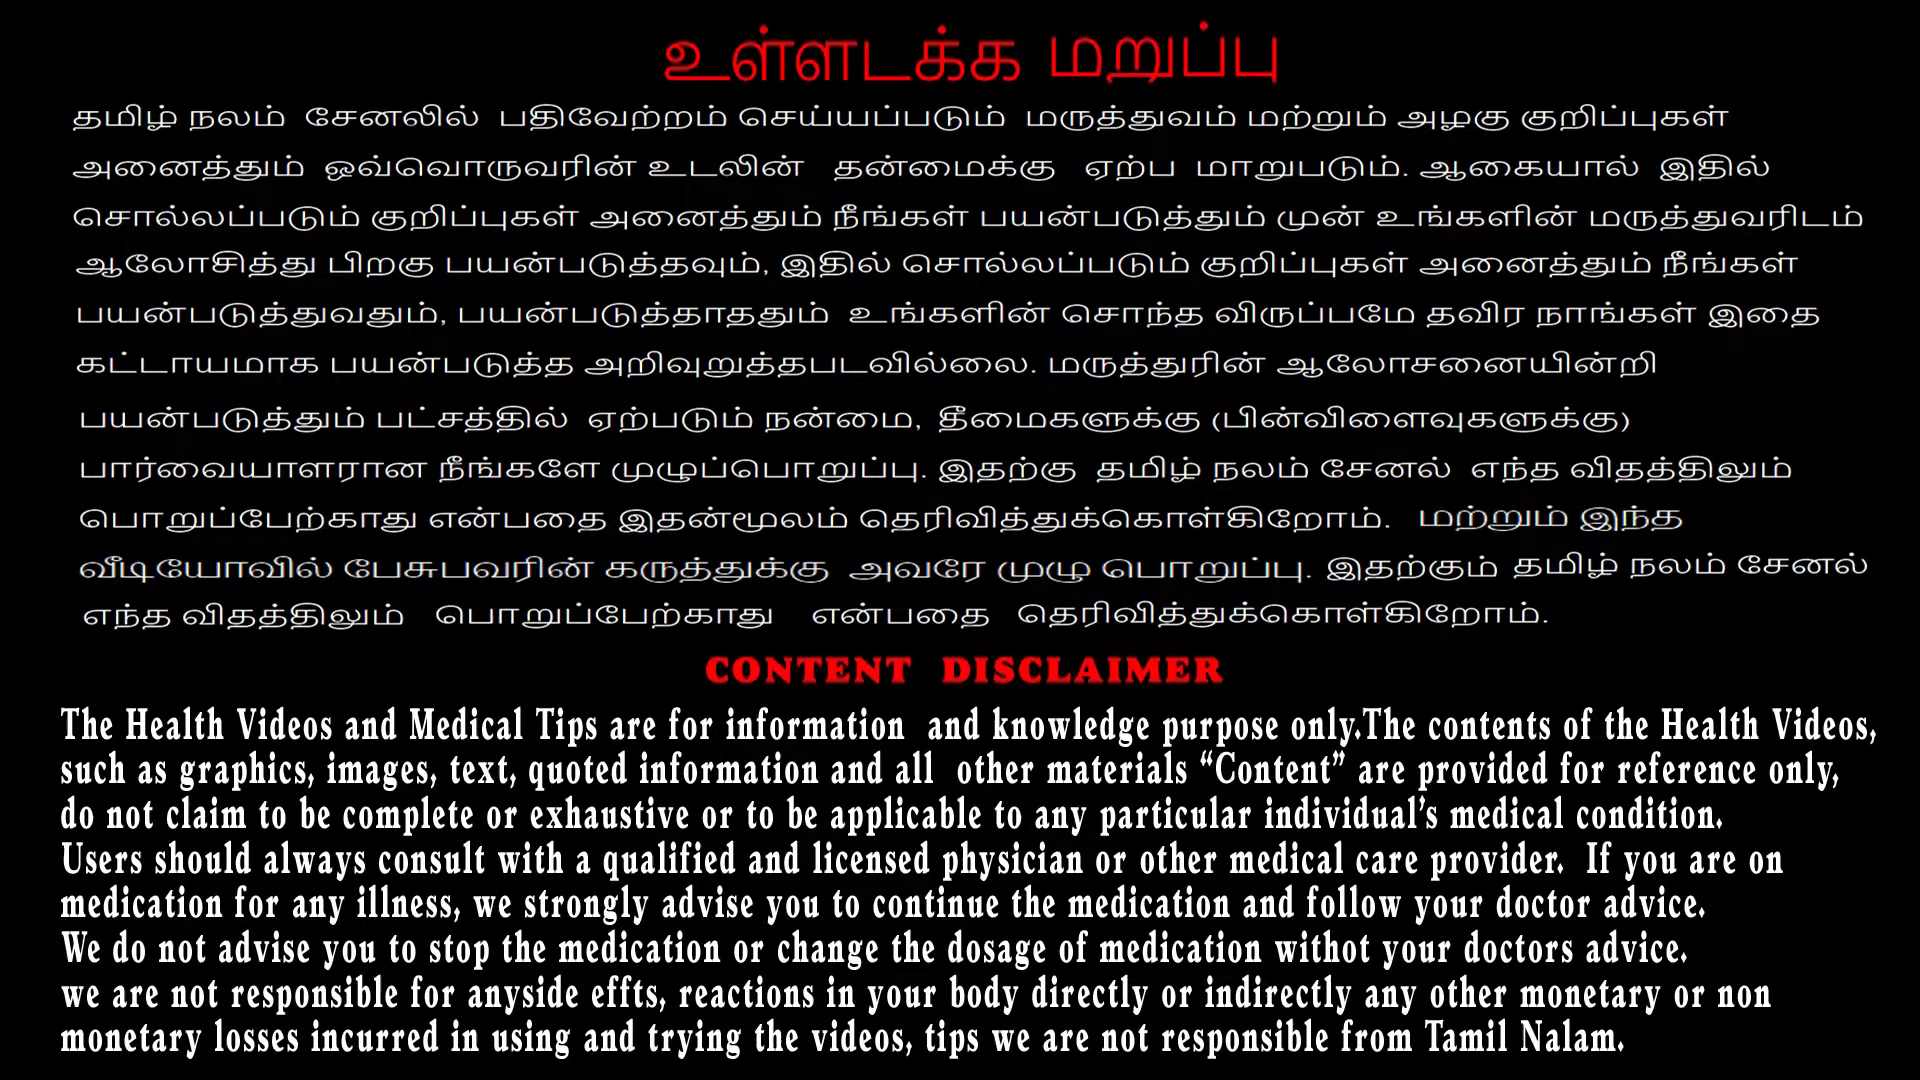 உள்ளடக்க மறுப்பு
தமிழ் நலம் சேனலில் பதிவேற்றம் செய்யப்படும் மருத்துவம் மற்றும் அழகு குறிப்புகள்
அனைத்தும் ஒவ்வொருவரின் உடலின் தன்மைக்கு ஏற்ப மாறுபடும். ஆகையால் இதில்
சொல்லப்படும் குறிப்புகள் அனைத்தும் நீங்கள் பயன்படுத்தும் முன் உங்களின் மருத்துவரிடம்
ஆலோசித்து பிறகு பயன்படுத்தவும், இதில் சொல்லப்படும் குறிப்புகள் அனைத்தும் நீங்கள்
பயன்படுத்துவதும், பயன்படுத்தாததும் உங்களின் சொந்த விருப்பமே தவிர நாங்கள் இதை
கட்டாயமாக பயன்படுத்த அறிவுறுத்தபடவில்லை. மருத்துரின் ஆலோசனையின்றி
பயன்படுத்தும் பட்சத்தில் ஏற்படும் நன்மை, தீமைகளுக்கு (பின்விளைவுகளுக்கு)
பார்வையாளரான நீங்களே முழுப்பொறுப்பு. இதற்கு தமிழ் நலம் சேனல் எந்த விதத்திலும்
பொறுப்பேற்காது என்பதை இதன்மூலம் தெரிவித்துக்கொள்கிறோம். மற்றும் இந்த
வீடியோவில் பேசுபவரின் கருத்துக்கு அவரே முழு பொறுப்பு. இதற்கும் தமிழ் நலம் சேனல்
எந்த விதத்திலும் பொறுப்பேற்காது என்பதை தெரிவித்துக்கொள்கிறோம்.
CONTENT DISCLAIMER
The Health Videos and Medical Tips are for information and knowledge purpose only.The contents of the Health Videos,
such as graphics, images, text, quoted information and all other materials “Content” are provided for reference only,
do not claim to be complete or exhaustive or to be applicable to any particular individual’s medical condition.
Users should always consult with a qualified and licensed physician or other medical care provider. If you are on
medication for any illness, we strongly advise you to continue the medication and follow your doctor advice.
We do not advise you to stop the medication or change the dosage of medication withot your doctors advice.
we are not responsible for anyside effts, reactions in your body directly or indirectly any other monetary or non
monetary losses incurred in using and trying the videos, tips we are not responsible from Tamil Nalam.